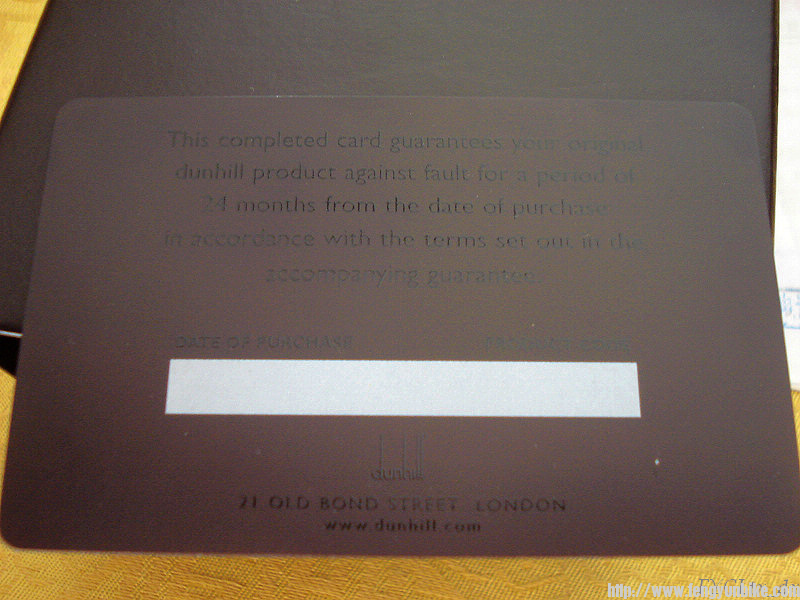 This completed card guarantees your original
dunhill product against fault for a period of
24 months from the date of purchase
in accordance with the terms set out in the
accompanying guarantee.
DATE OF PURCHASE
dunhill
21 OLD BOND STREET LONDON
www.dunhill.com